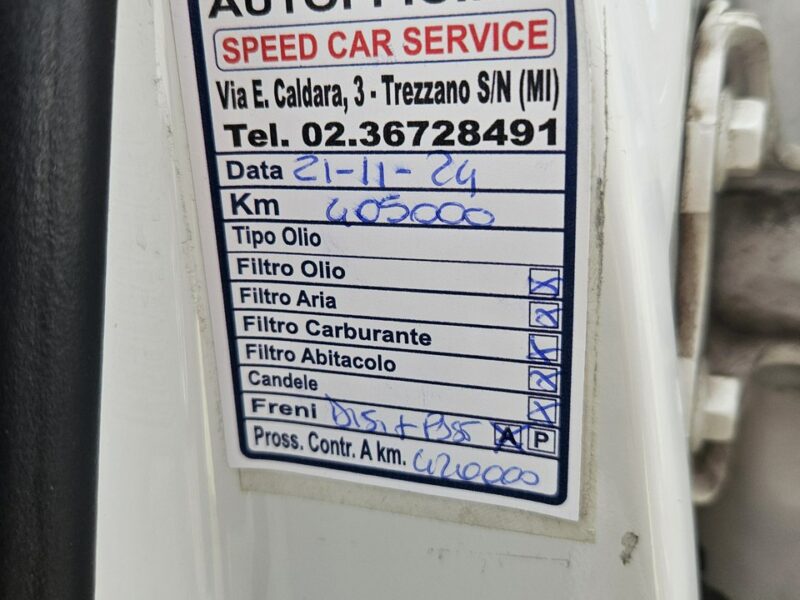 SPEED CAR SERVICE
Via E. Caldara, 3 - Trezzano S/N (MI)
Tel. 02.36728491
Data 21-11-24
Km 405000
Tipo Olio
Filtro Olio X
Filtro Aria X
Filtro Carburante X
Filtro Abitacolo X
Candele X
Freni A P
Pross. Contr. A km. 420000